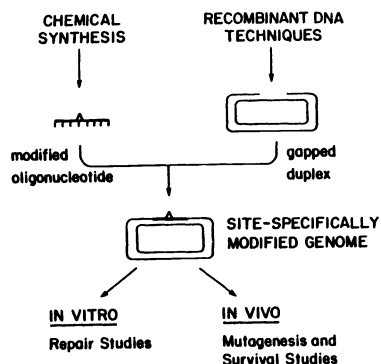 CHEMICAL
SYNTHESIS
RECOMBINANT DNA
TECHNIQUES
modified
oligonucleotide
gapped
duplex
SITE-SPECIFICALLY
MODIFIED GENOME
IN VITRO
Repair Studies
IN VIVO
Mutagenesis and
Survival Studies